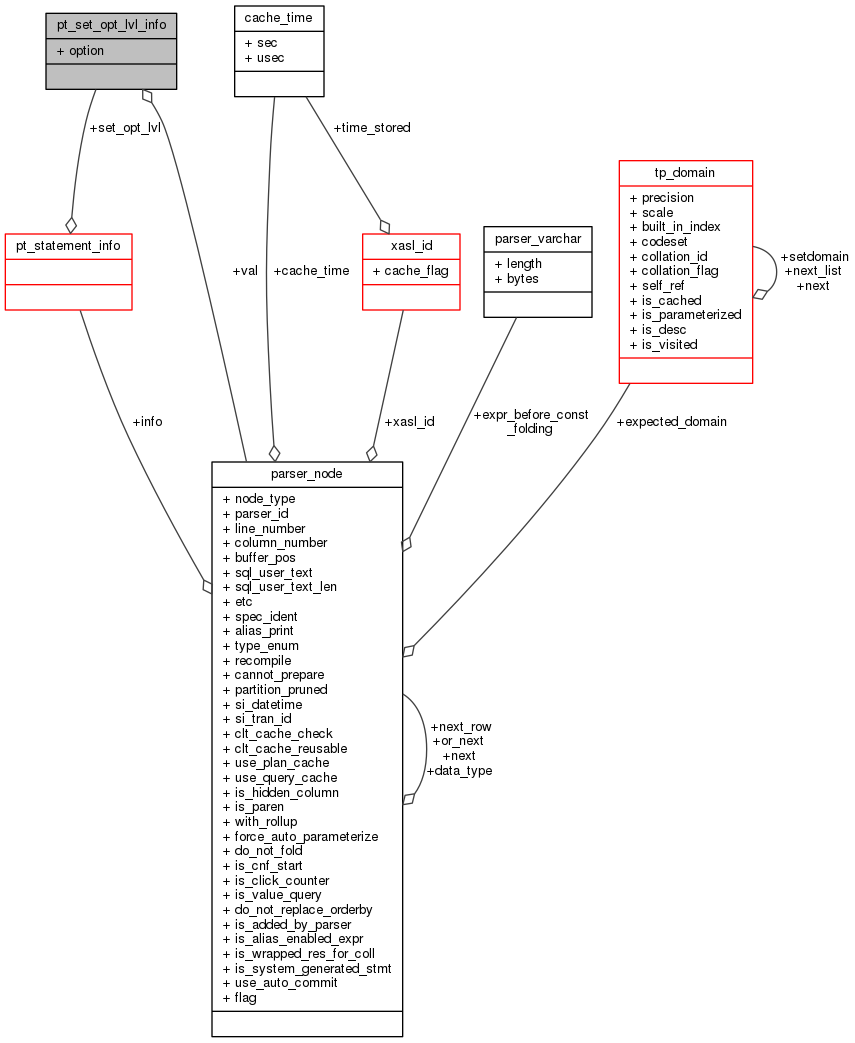 pt_set_opt_lvl_info
+ option
cache_time
+ sec
+ usec
+set_opt_lvl
+time_stored
tp_domain
+ precision
+ scale
+ built_in_index
+ codeset
+ collation_id
+ collation_flag
+ self_ref
+ is_cached
+ is_parameterized
+ is_desc
+ is_visited
+setdomain
+next_list
+next
pt_statement_info
xasl_id
+ cache_flag
parser_varchar
+ length
+ bytes
+val
+cache_time
+info
+xasl_id
+expr_before_const
_folding
+expected_domain
parser_node
+ node_type
+ parser_id
+ line_number
+ column_number
+ buffer_pos
+ sql_user_text
+ sql_user_text_len
+ etc
+ spec_ident
+ alias_print
+ type_enum
+ recompile
+ cannot_prepare
+ partition_pruned
+ si_datetime
+ si_tran_id
+ clt_cache_check
+ clt_cache_reusable
+ use_plan_cache
+ use_query_cache
+ is_hidden_column
+ is_paren
+ with_rollup
+ force_auto_parameterize
+ do_not_fold
+ is_cnf_start
+ is_click_counter
+ is_value_query
+ do_not_replace_orderby
+ is_added_by_parser
+ is_alias_enabled_expr
+ is_wrapped_res_for_coll
+ is_system_generated_stmt
+ use_auto_commit
+ flag
+next_row
+or_next
+next
+data_type